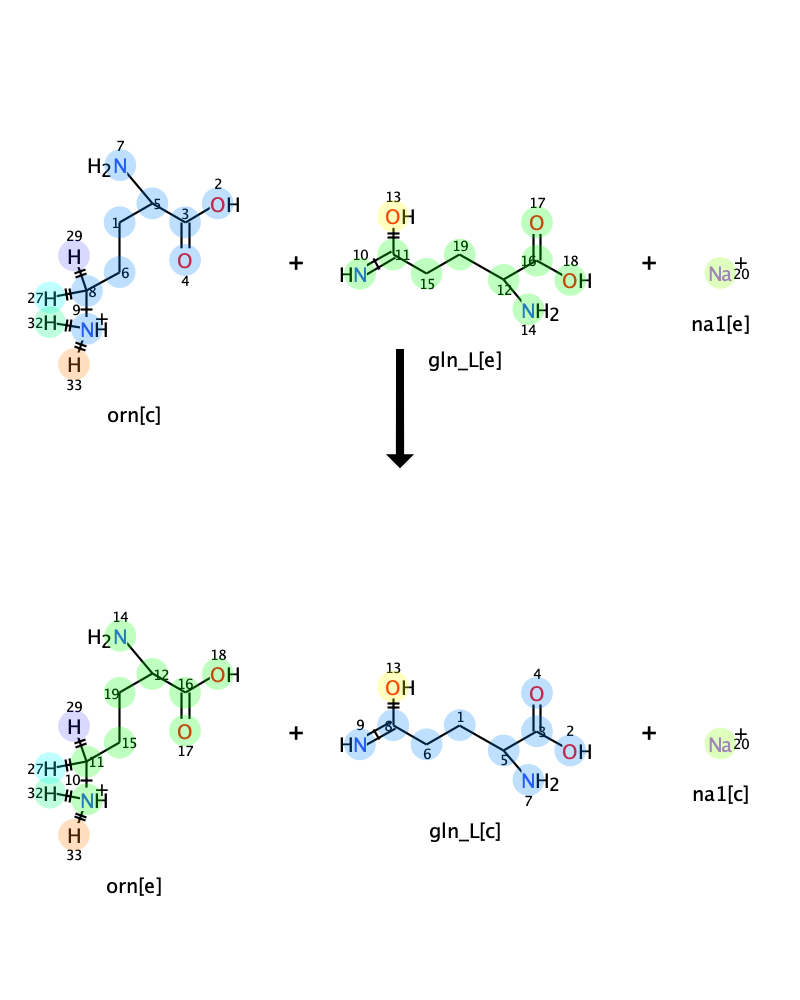 7
H2N
5
2
OH
3
1
O
4
29
H
6
27H
8
9
32H
NH+
H
33
orn[c]
+
13
OH
10
HN
11
19
15
17
O
16
18
OH
12
NH2
14
gln_L[e]
+
Na+
20
na1[e]
14
H2N
12
18
OH
16
19
O
17
29
H
15
27H
11
10
32H
NH+
H
33
orn[e]
+
13
OH
9
HN
8
1
6
4
O
3
2
OH
5
NH2
7
gln_L[c]
+
Na+
20
na1[c]